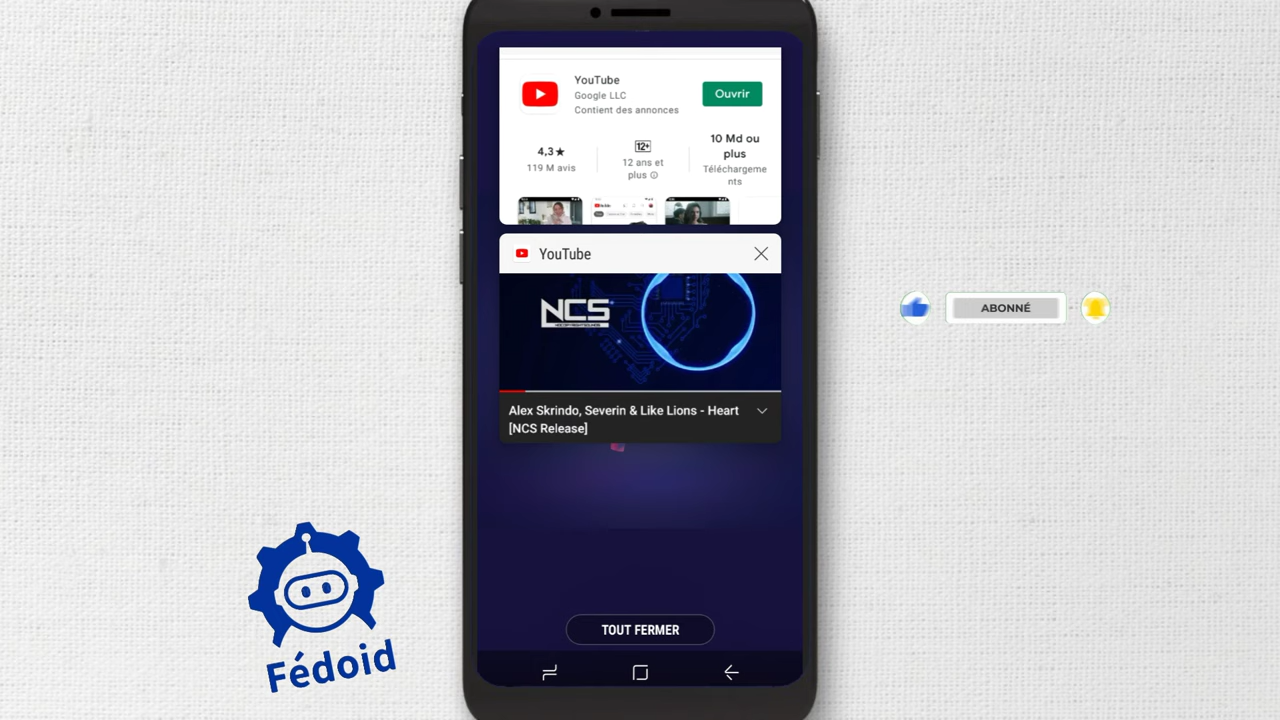 YouTube
Google LLC
Contient des annonces
Ouvrir
4,3★
119 M avis
12+
12 ans et
plus
10 Md ou
plus
Téléchargeme
nts
YouTube
NCS
Alex Skrindo, Severin & Like Lions - Heart
[NCS Release]
TOUT FERMER
ABONNÉ
Fédoid